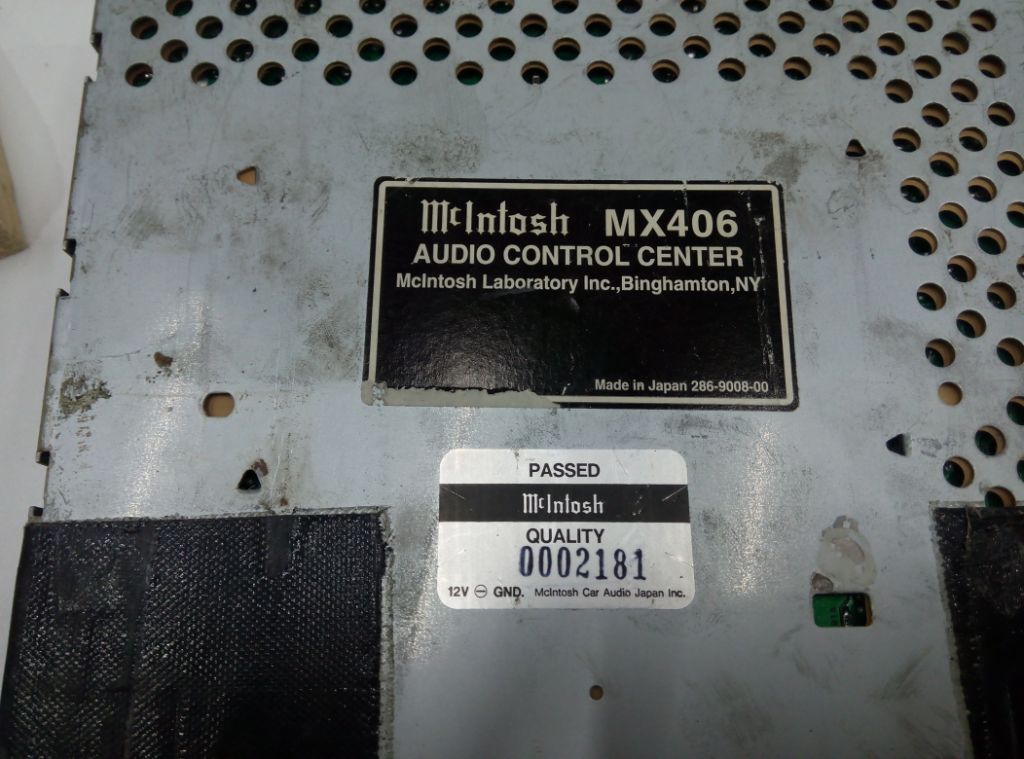 McIntosh MX406
AUDIO CONTROL CENTER
McIntosh Laboratory Inc.,Binghamton,NY
Made in Japan 286-9008-00
PASSED
McIntosh
QUALITY
0002181
12V ⊖ GND. McIntosh Car Audio Japan Inc.